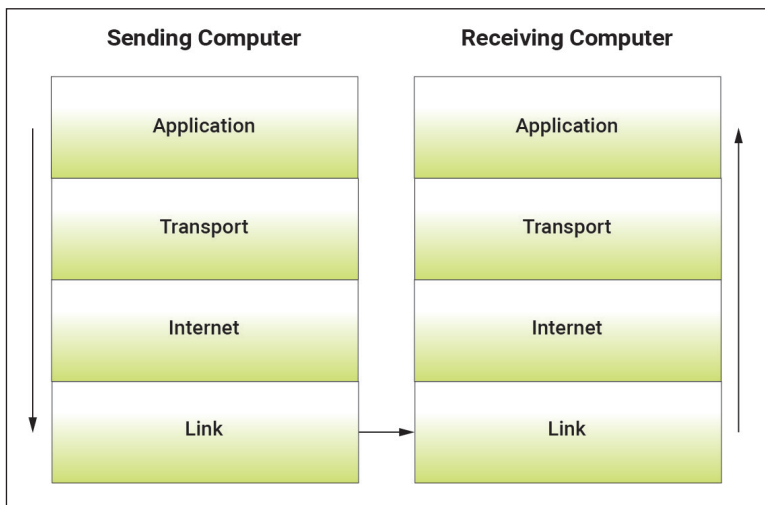 Sending Computer
Receiving Computer
Application
Transport
Internet
Link
Application
Transport
Internet
Link